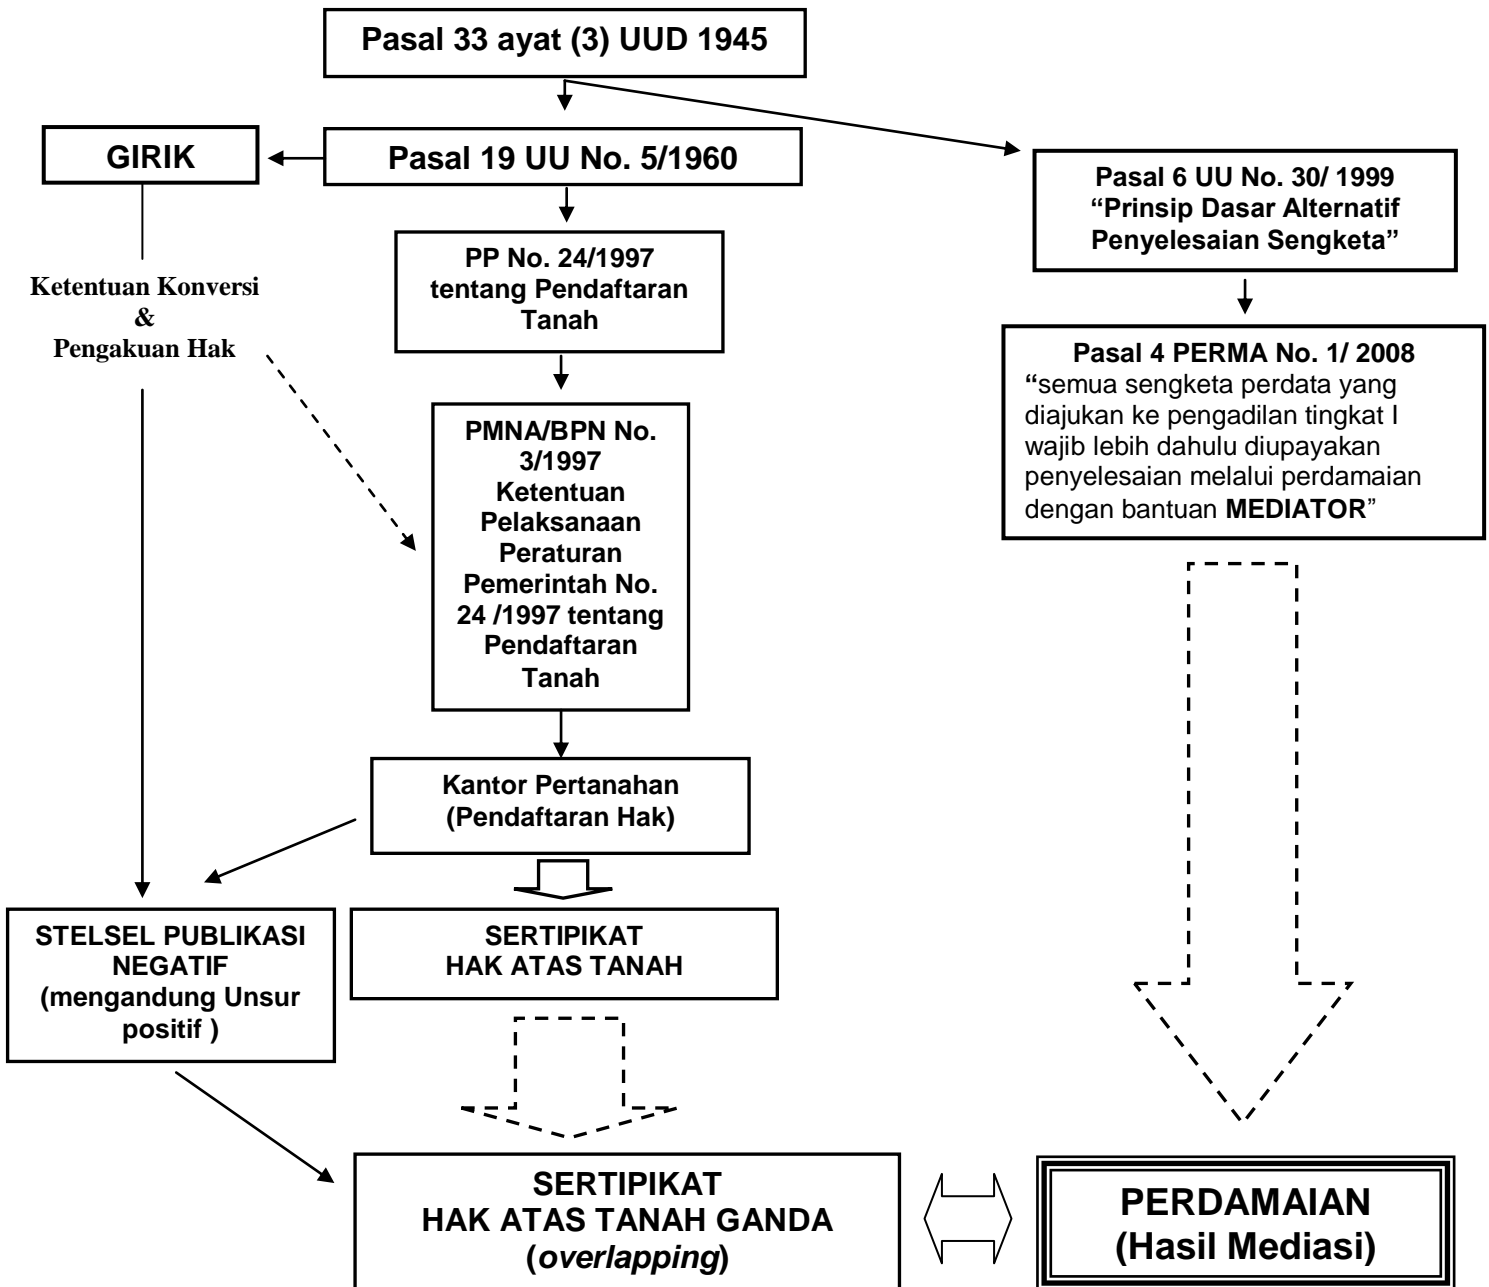 Pasal 33 ayat (3) UUD 1945
GIRIK
Pasal 19 UU No. 5/1960
Pasal 6 UU No. 30/ 1999
“Prinsip Dasar Alternatif
Penyelesaian Sengketa”
PP No. 24/1997
tentang Pendaftaran
Tanah
Ketentuan Konversi
&
Pengakuan Hak
Pasal 4 PERMA No. 1/ 2008
“semua sengketa perdata yang
diajukan ke pengadilan tingkat I
wajib lebih dahulu diupayakan
penyelesaian melalui perdamaian
dengan bantuan MEDIATOR”
PMNA/BPN No.
3/1997
Ketentuan
Pelaksanaan
Peraturan
Pemerintah No.
24 /1997 tentang
Pendaftaran
Tanah
Kantor Pertanahan
(Pendaftaran Hak)
STELSEL PUBLIKASI
NEGATIF
(mengandung Unsur
positif )
SERTIPIKAT
HAK ATAS TANAH
SERTIPIKAT
HAK ATAS TANAH GANDA
(overlapping)
PERDAMAIAN
(Hasil Mediasi)